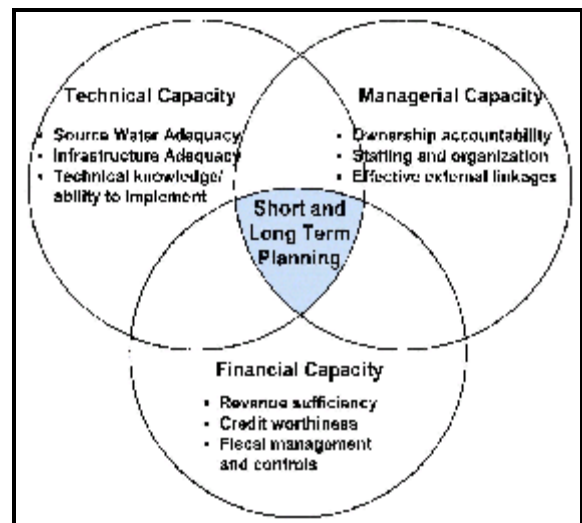 Technical Capacity
• Source Water Adequacy
• Infrastructure Adequacy
• Technical knowledge/
ability to implement
Managerial Capacity
• Ownership accountability
• Staffing and organization
• Effective external linkages
Short and
Long Term
Planning
Financial Capacity
• Revenue sufficiency
• Credit worthiness
• Fiscal management
and controls